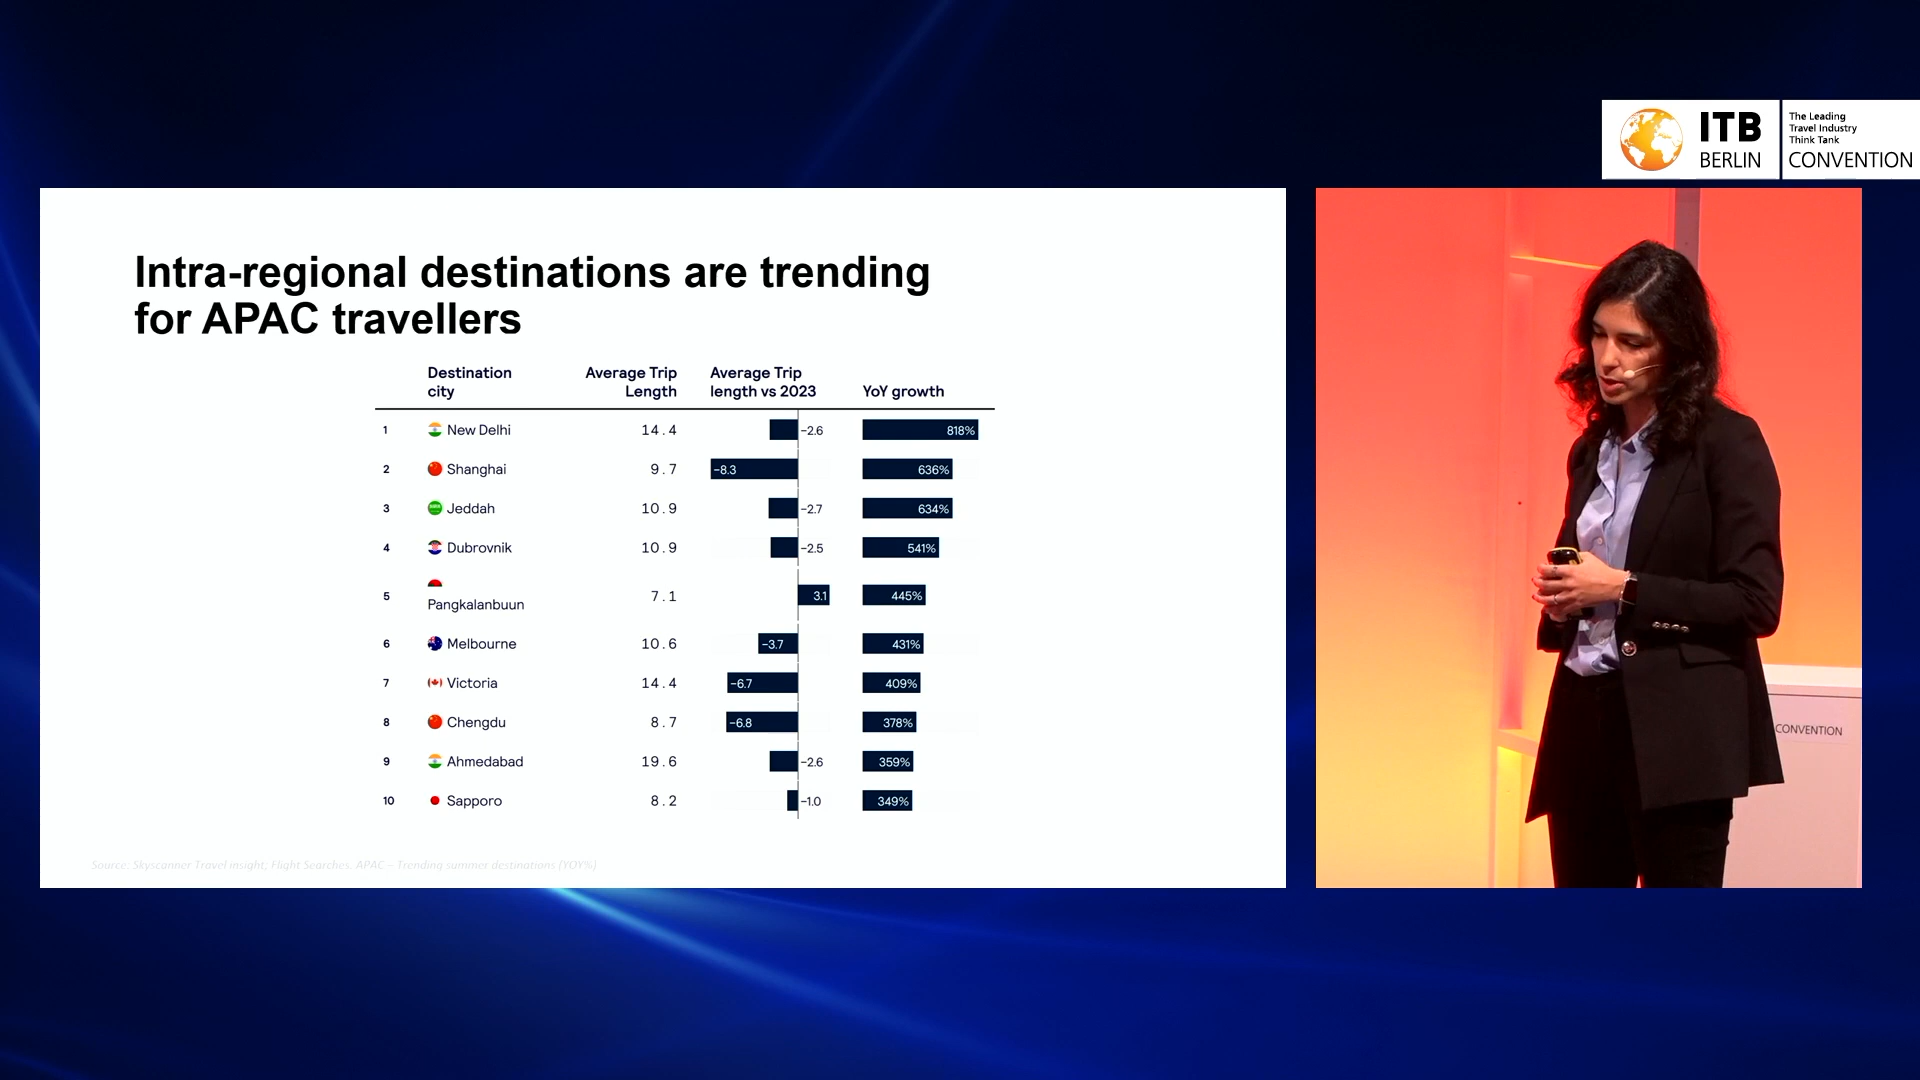 ITB
BERLIN
The Leading
Travel Industry
Think Tank
CONVENTION
Intra-regional destinations are trending
for APAC travellers
Destination city Average Trip Length Average Trip length vs 2023 YoY growth
1 New Delhi 14.4 −2.6 818%
2 Shanghai 9.7 −8.3 636%
3 Jeddah 10.9 −2.7 634%
4 Dubrovnik 10.9 −2.5 541%
5 Pangkalanbuun 7.1 3.1 445%
6 Melbourne 10.6 −3.7 431%
7 Victoria 14.4 −6.7 409%
8 Chengdu 8.7 −6.8 378%
9 Ahmedabad 19.6 −2.6 359%
10 Sapporo 8.2 −1.0 349%
Source: Skyscanner Travel insight, Flight Searches, APAC – Trending summer destinations (YOY%)
CONVENTION